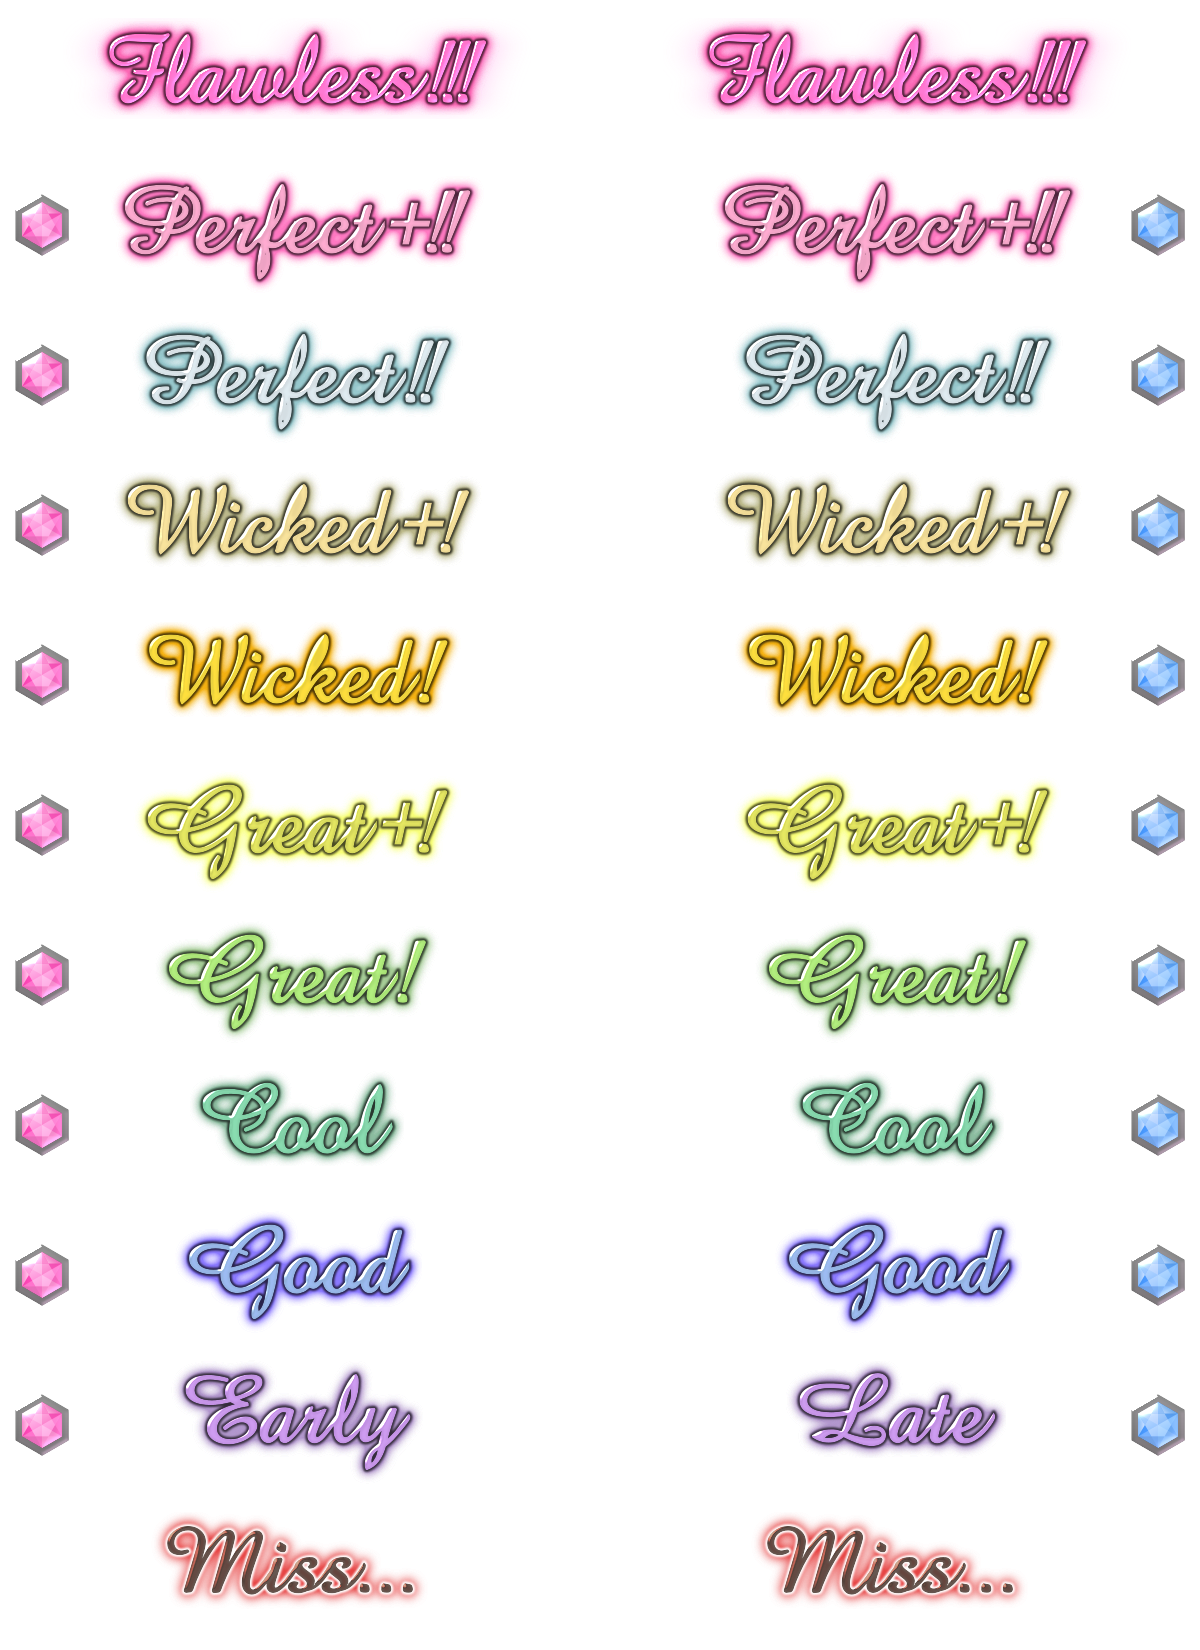 Flawless!!! Flawless!!!
Perfect+!! Perfect+!!
Perfect!! Perfect!!
Wicked+! Wicked+!
Wicked! Wicked!
Great+! Great+!
Great! Great!
Cool Cool
Good Good
Early Late
Miss... Miss...